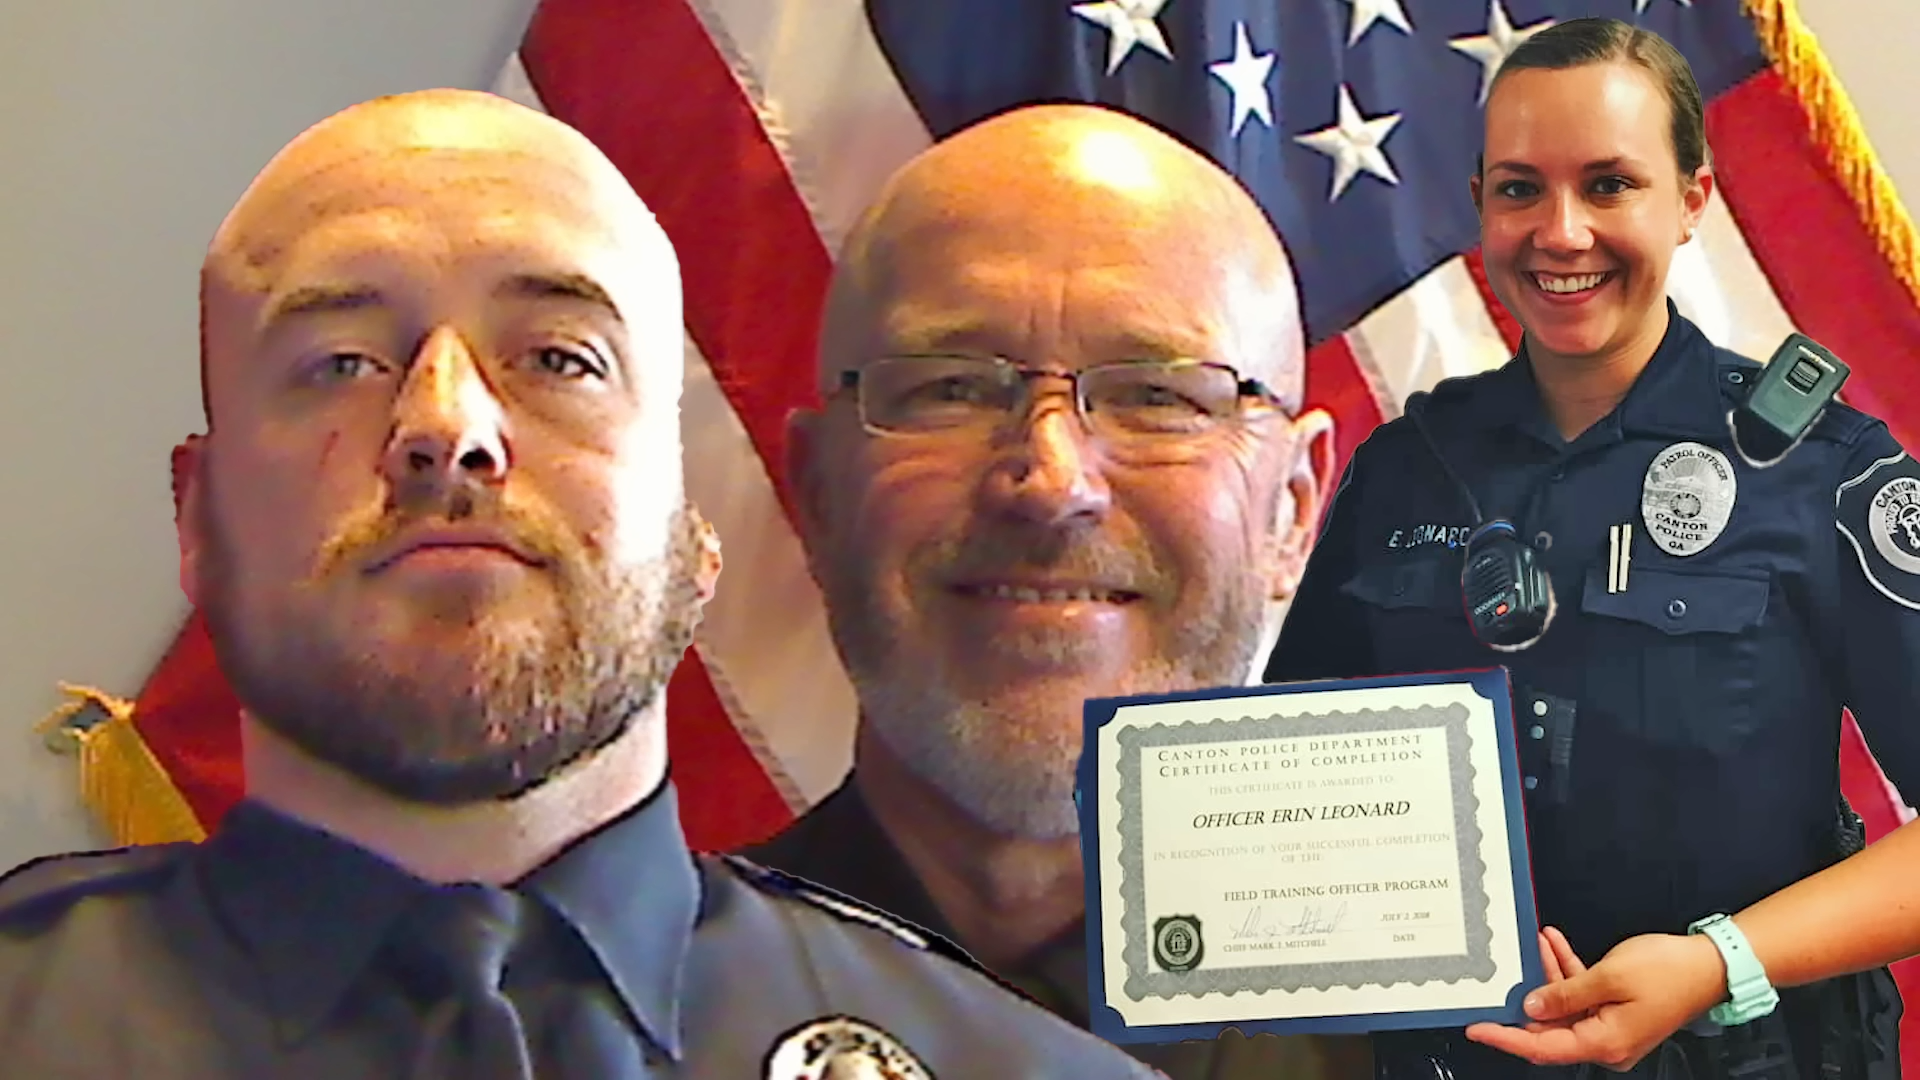 PATROL OFFICER
CANTON
POLICE
GA
CANTON
PROUD TO
CANTON POLICE DEPARTMENT
CERTIFICATE OF COMPLETION
THIS CERTIFICATE IS AWARDED TO:
OFFICER ERIN LEONARD
IN RECOGNITION OF YOUR SUCCESSFUL COMPLETION
OF THE:
FIELD TRAINING OFFICER PROGRAM
JULY 2, 2018
CHIEF MARK J. MITCHELL
DATE